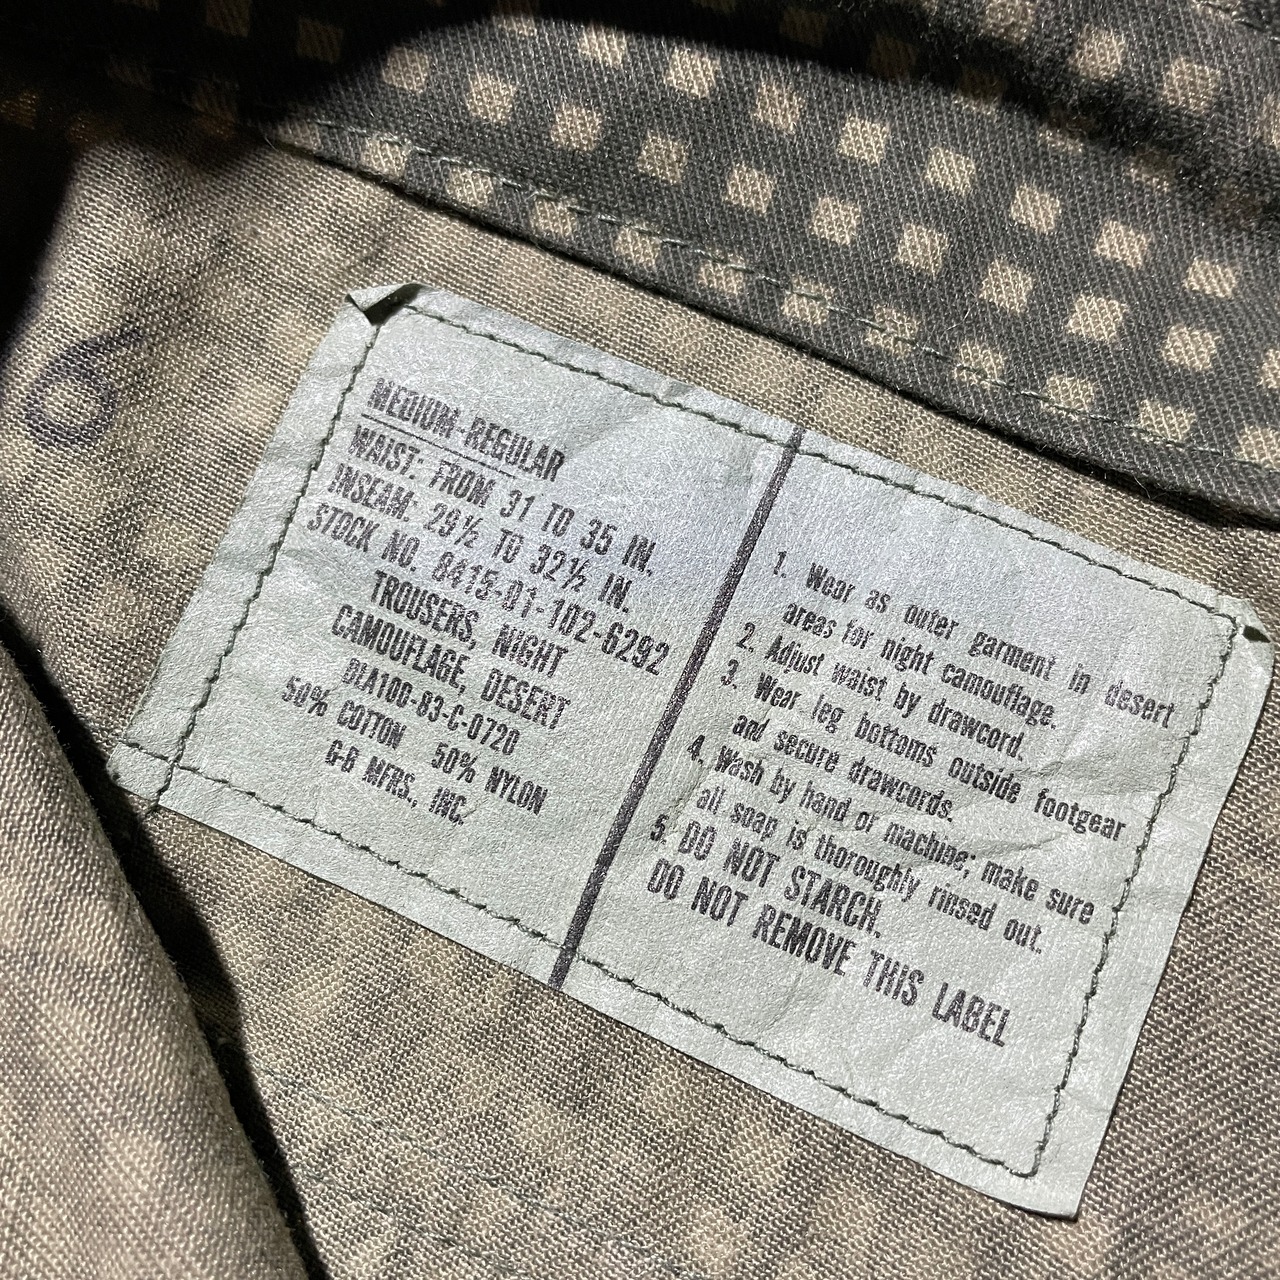 6
MEDIUM-REGULAR
WAIST: FROM 31 TO 35 IN.
INSEAM: 29½ TO 32½ IN.
STOCK NO. 8415-01-102-6292
TROUSERS, NIGHT
CAMOUFLAGE, DESERT
DLA100-83-C-0720
50% COTTON 50% NYLON
G-B MFRS., INC.
1. Wear as outer garment in desert
areas for night camouflage.
2. Adjust waist by drawcord.
3. Wear leg bottoms outside footgear
and secure drawcords.
4. Wash by hand or machine; make sure
all soap is thoroughly rinsed out.
5. DO NOT STARCH.
DO NOT REMOVE THIS LABEL